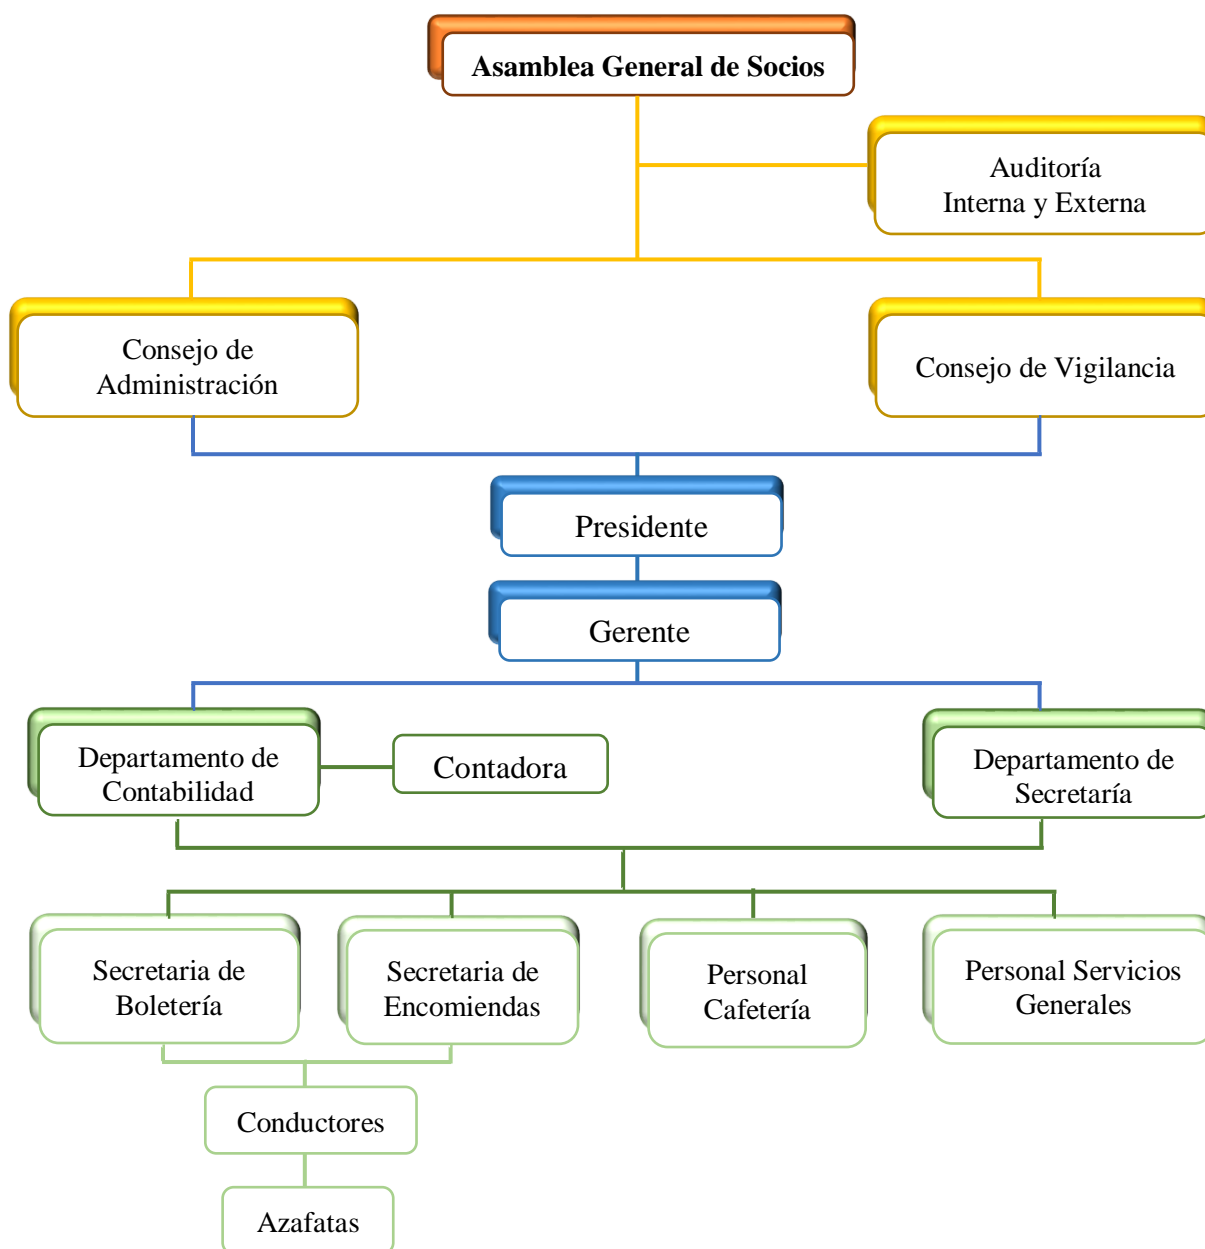 Asamblea General de Socios
Auditoría
Interna y Externa
Consejo de
Administración
Consejo de Vigilancia
Presidente
Gerente
Departamento de
Contabilidad
Contadora
Departamento de
Secretaría
Secretaria de
Boletería
Secretaria de
Encomiendas
Personal
Cafetería
Personal Servicios
Generales
Conductores
Azafatas